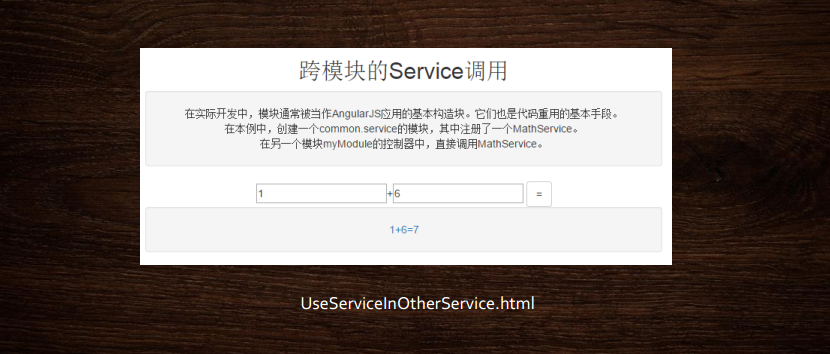 跨模块的Service调用
在实际开发中，模块通常被当作AngularJS应用的基本构造块。它们也是代码重用的基本手段。
在本例中，创建一个common.service的模块，其中注册了一个MathService。
在另一个模块myModule的控制器中，直接调用MathService。
1+6 =
1+6=7
UseServiceInOtherService.html